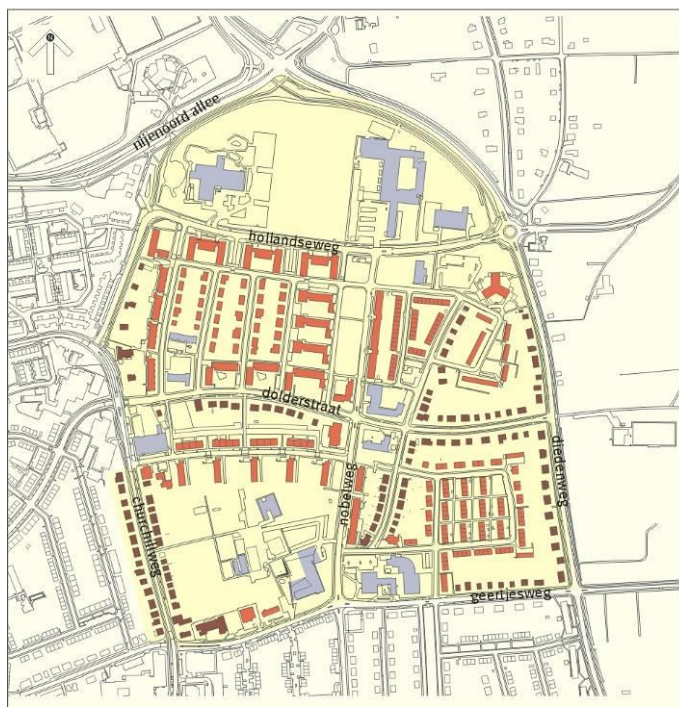 N
nijenoord allee
hollandseweg
dolderstraat
nobelweg
diedenweg
churchillweg
geertjesweg